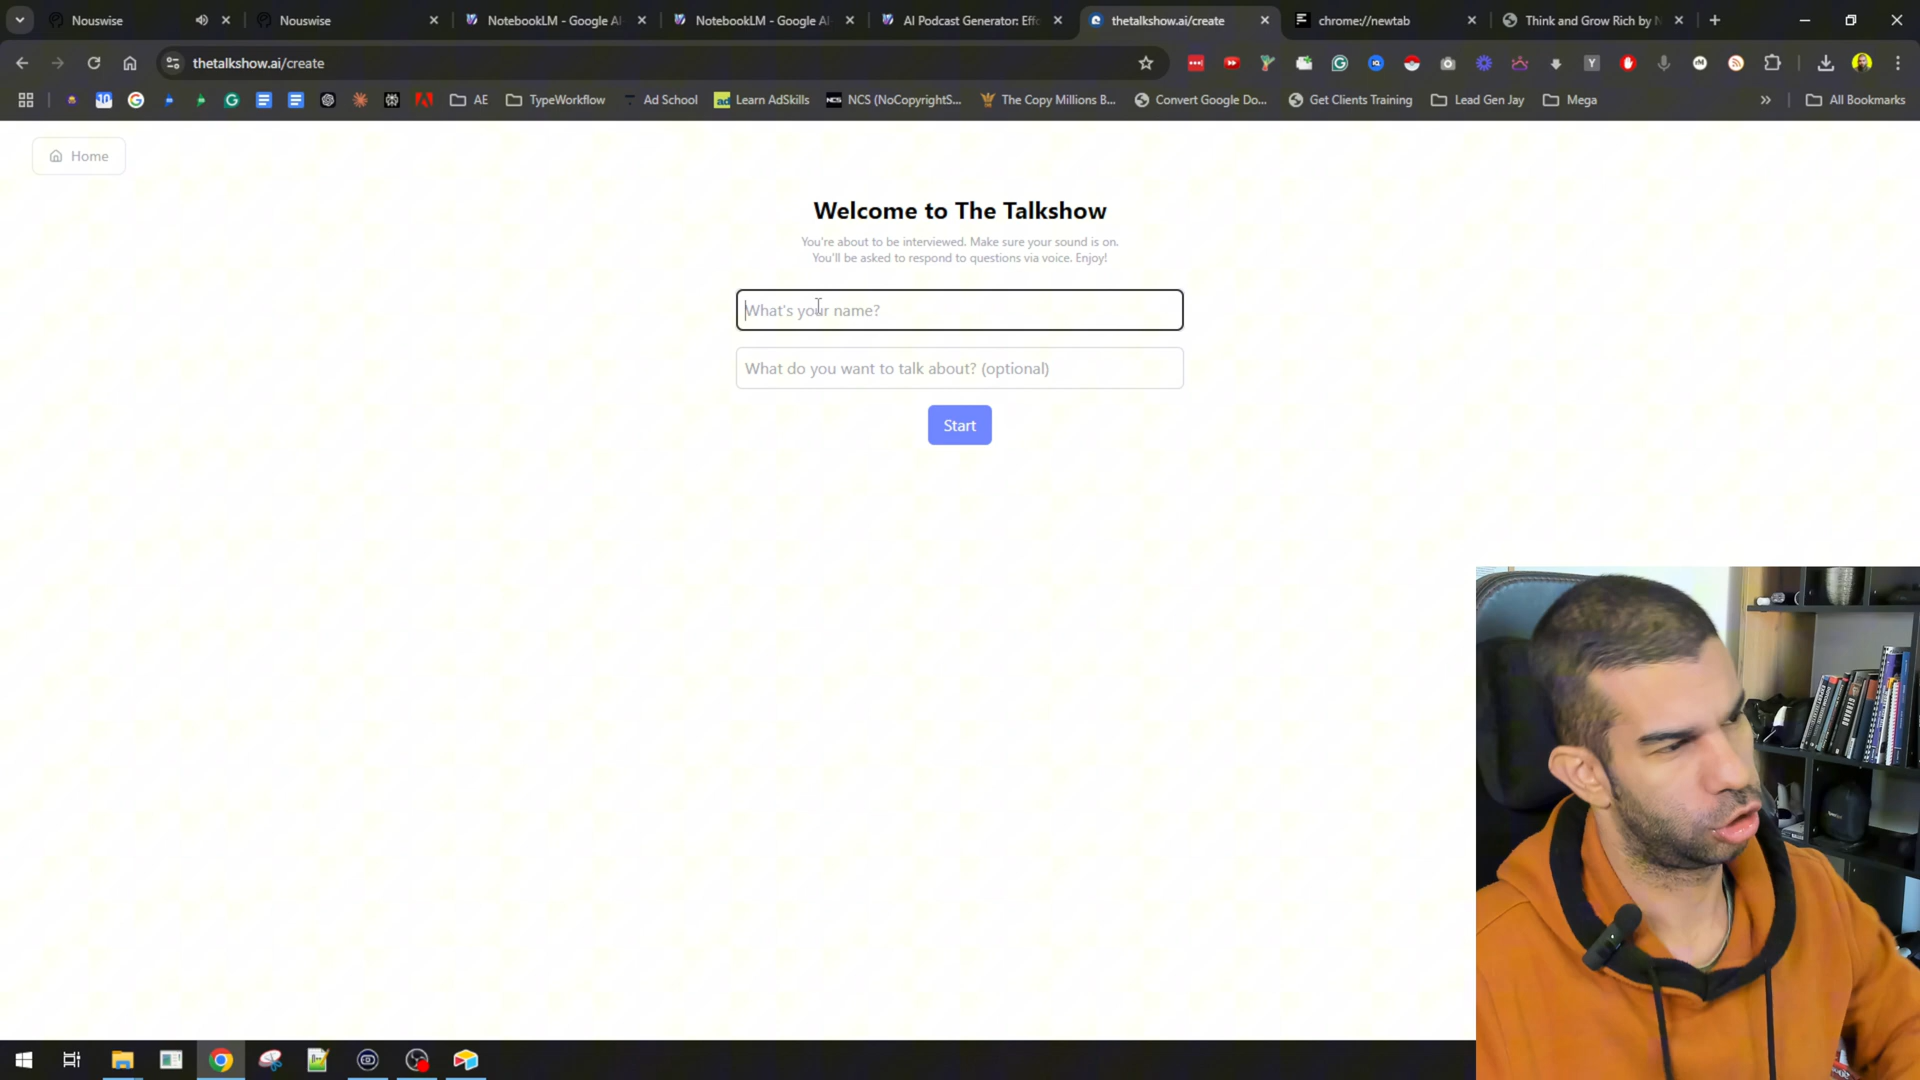 Nouswise
Nouswise
NotebookLM - Google AI
NotebookLM - Google AI
AI Podcast Generator: Effo
thetalkshow.ai/create
chrome://newtab
Think and Grow Rich by N
thetalkshow.ai/create
AE
TypeWorkflow
Ad School
Learn AdSkills
NCS (NoCopyrightS...
The Copy Millions B...
Convert Google Do...
Get Clients Training
Lead Gen Jay
Mega
All Bookmarks
Home
Welcome to The Talkshow
You're about to be interviewed. Make sure your sound is on.
You'll be asked to respond to questions via voice. Enjoy!
What's your name?
What do you want to talk about? (optional)
Start